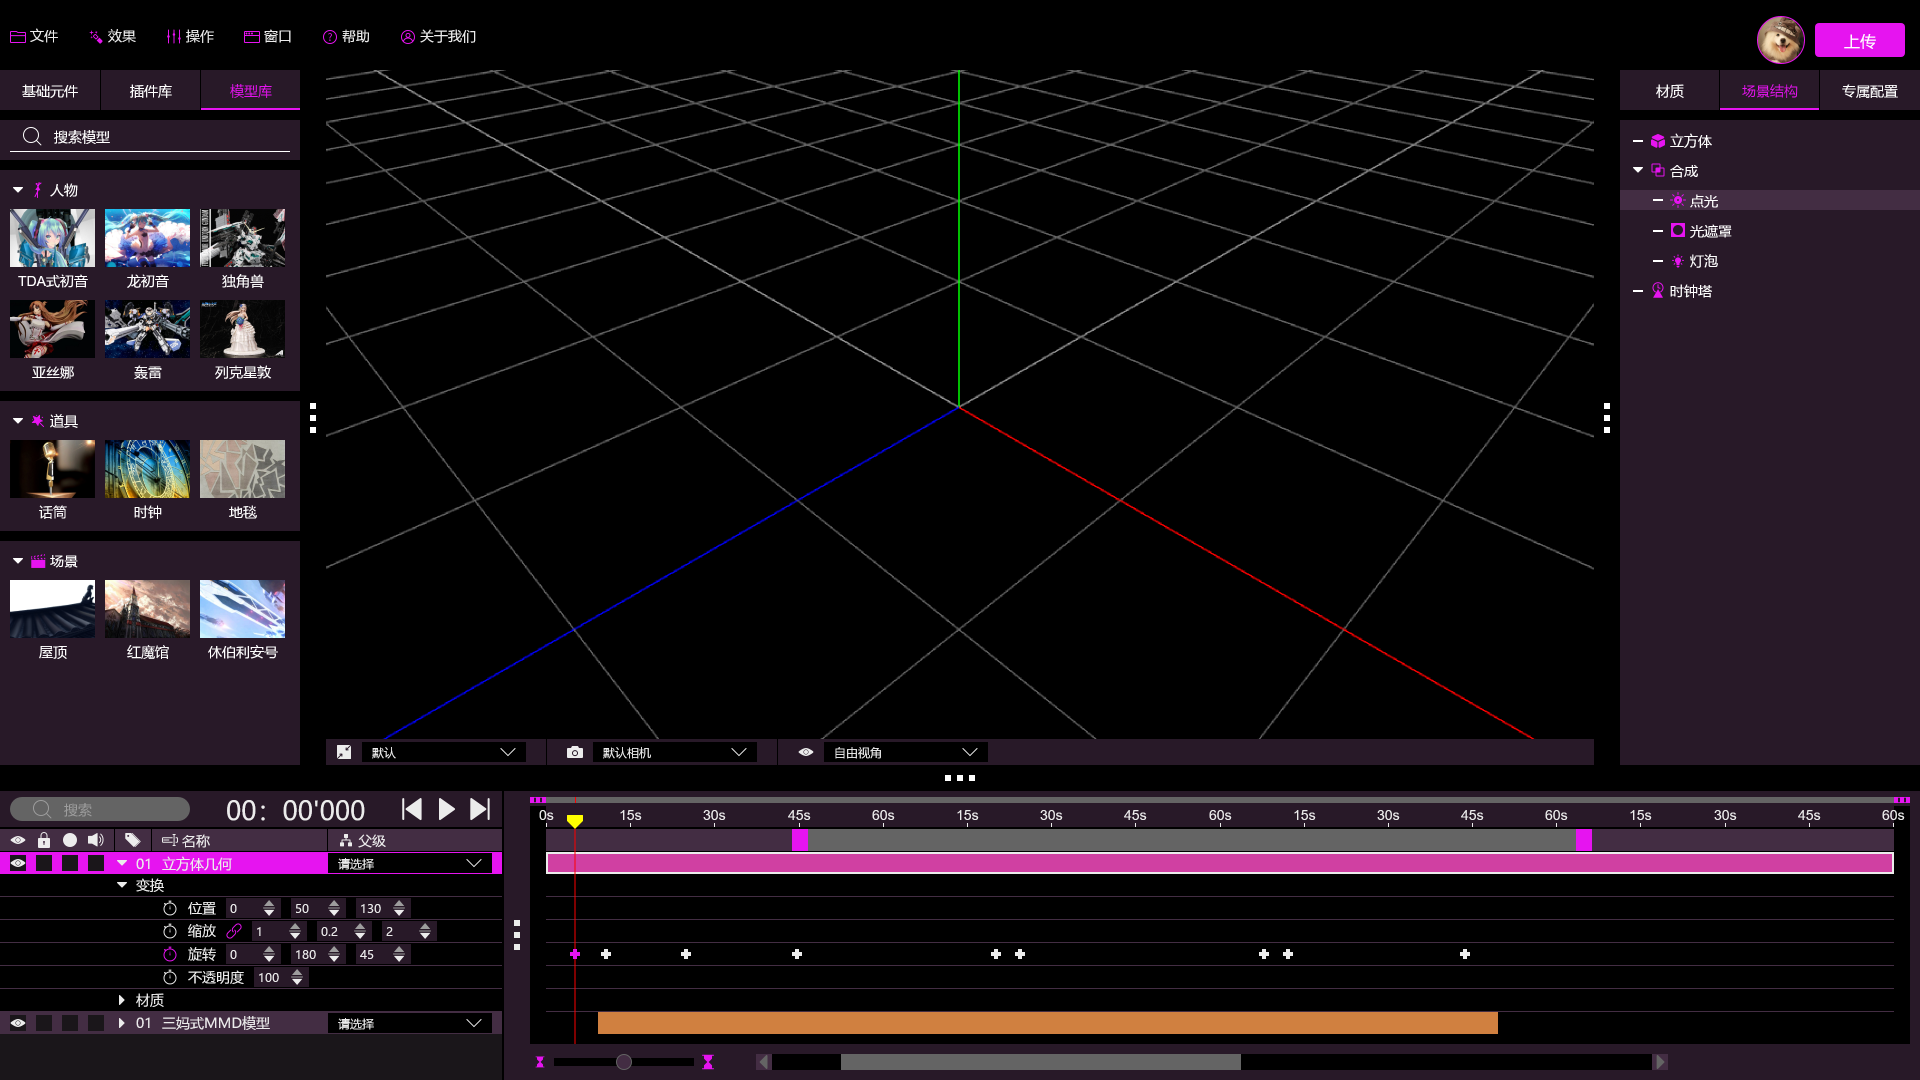 文件 效果 操作 窗口 帮助 关于我们
上传
基础元件 插件库 模型库
搜索模型
人物
TDA式初音 龙初音 独角兽
亚丝娜 轰雷 列克星敦
道具
话筒 时钟 地毯
场景
屋顶 红魔馆 休伯利安号
默认 默认相机 自由视角
材质 场景结构 专属配置
立方体
合成
点光
光遮罩
灯泡
时钟塔
搜索 00: 00'000
名称 父级
01 立方体几何 请选择
变换
位置 0 50 130
缩放 1 0.2 2
旋转 0 180 45
不透明度 100
材质
01 三妈式MMD模型 请选择
0s 15s 30s 45s 60s 15s 30s 45s 60s 15s 30s 45s 60s 15s 30s 45s 60s